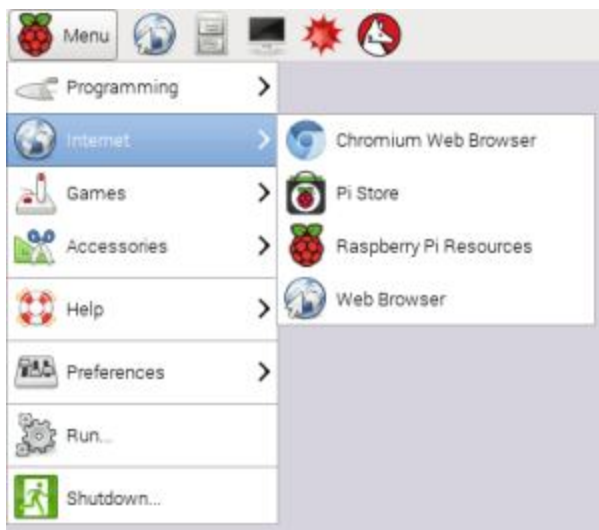 Menu
Programming
Internet
Games
Accessories
Help
Preferences
Run...
Shutdown...
Chromium Web Browser
Pi Store
Raspberry Pi Resources
Web Browser